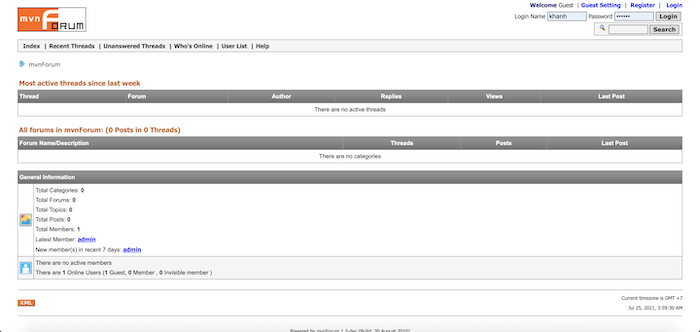 mvn FORUM
Welcome Guest | Guest Setting | Register | Login
Login Name khanh Password •••••• Login
Search
Index | Recent Threads | Unanswered Threads | Who's Online | User List | Help
mvnForum
Most active threads since last week
Thread Forum Author Replies Views Last Post
There are no active threads
All forums in mvnForum: (0 Posts in 0 Threads)
Forum Name/Description Threads Posts Last Post
There are no categories
General Information
Total Categories: 0
Total Forums: 0
Total Topics: 0
Total Posts: 0
Total Members: 1
Latest Member: admin
New member(s) in recent 7 days: admin
There are no active members
There are 1 Online Users (1 Guest, 0 Member , 0 Invisible member )
XML
Current timezone is GMT +7
Jul 25, 2021, 3:59:30 AM
Powered by mvnForum 1.3-dev (Build: 20 August 2010)